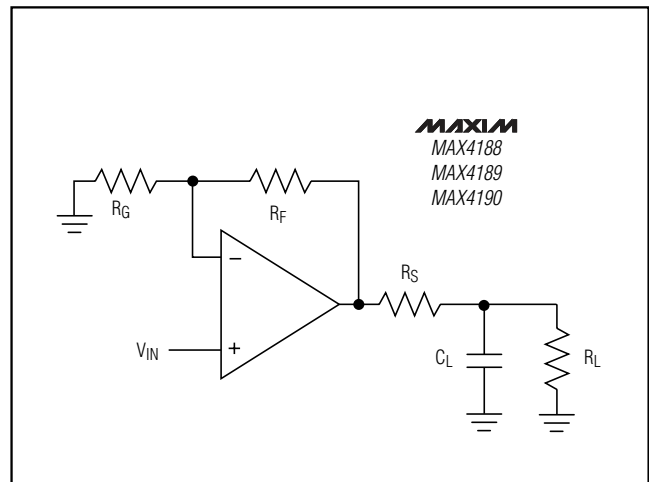 MAXIM
MAX4188
MAX4189
MAX4190
RG
RF
RS
VIN
−
+
CL
RL